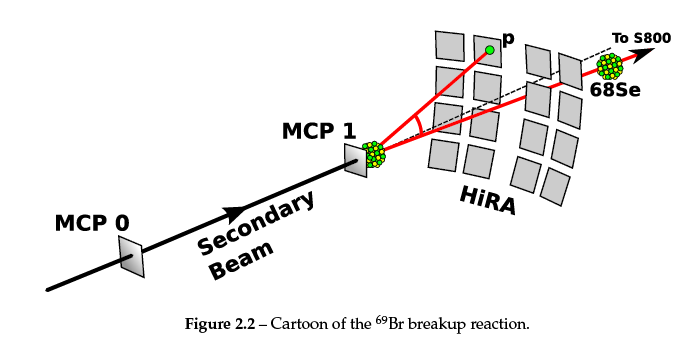 p
To S800
68Se
MCP 1
HiRA
MCP 0
Secondary
Beam
Figure 2.2 – Cartoon of the ⁶⁹Br breakup reaction.